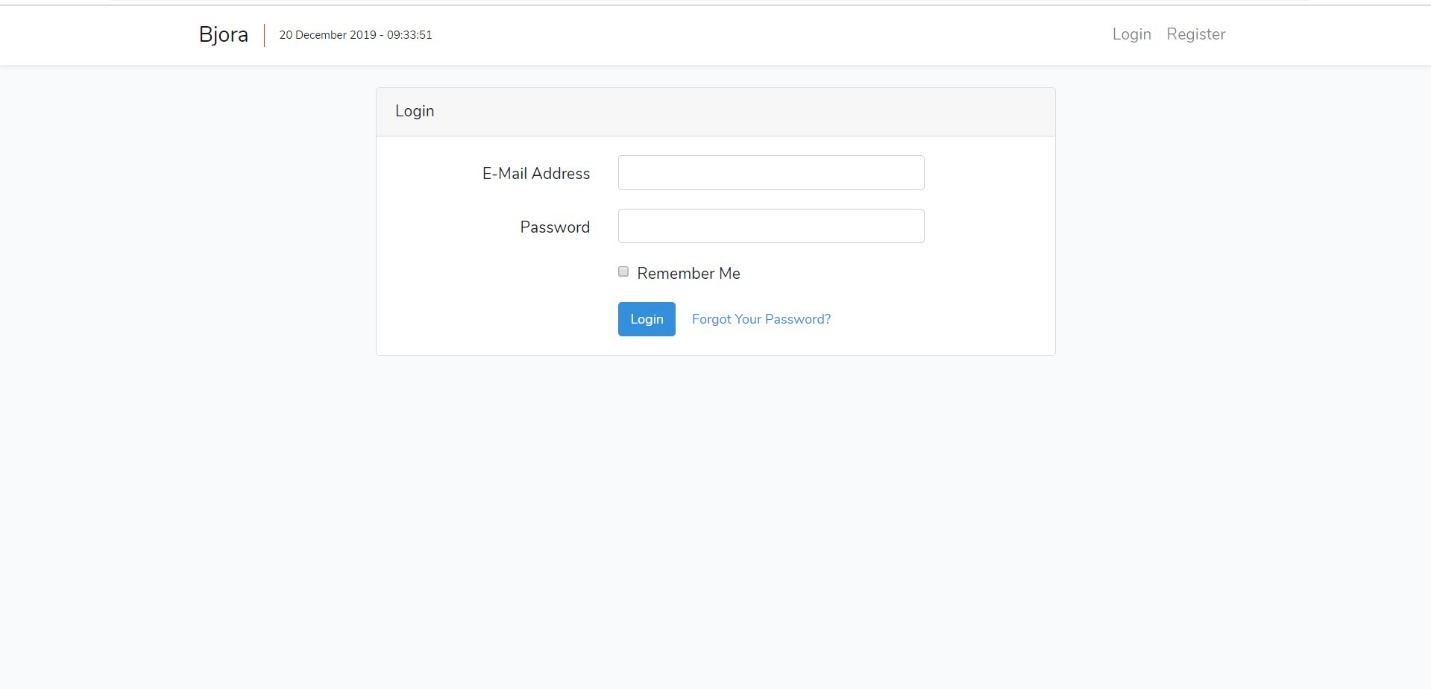 Bjora 20 December 2019 - 09:33:51 Login Register
Login
E-Mail Address
Password
Remember Me
Login Forgot Your Password?